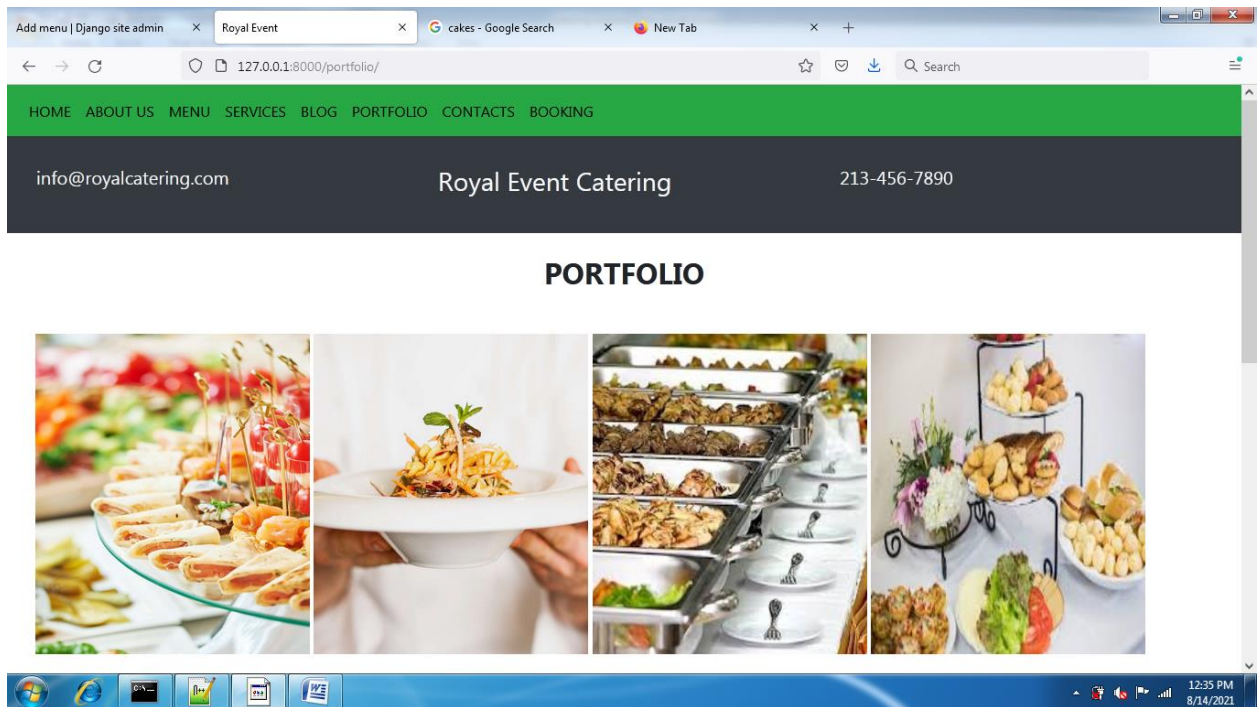 Add menu | Django site admin
Royal Event
cakes - Google Search
New Tab
127.0.0.1:8000/portfolio/
Search
HOME ABOUT US MENU SERVICES BLOG PORTFOLIO CONTACTS BOOKING
info@royalcatering.com
Royal Event Catering
213-456-7890
PORTFOLIO
12:35 PM
8/14/2021